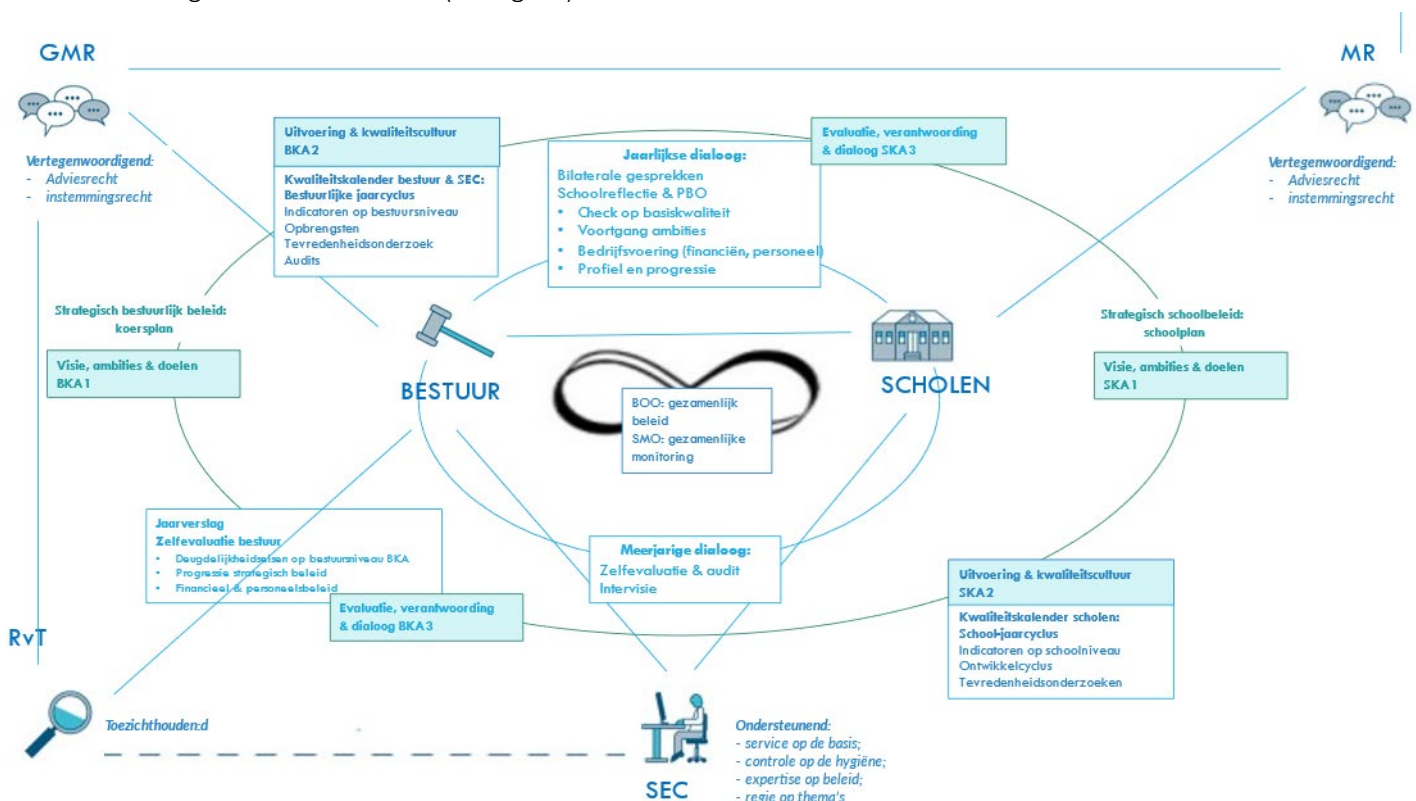 GMR
MR
Vertegenwoordigend:
- Adviesrecht
- instemmingsrecht
Vertegenwoordigend:
- Adviesrecht
- instemmingsrecht
Uitvoering & kwaliteitscultuur
BKA2
Kwaliteitskalender bestuur & SEC:
Bestuurlijke jaarcyclus
Indicatoren op bestuursniveau
Opbrengsten
Tevredenheidsonderzoek
Audits
Jaarlijkse dialoog:
Bilaterale gesprekken
Schoolreflectie & PBO
• Check op basiskwaliteit
• Voortgang ambities
• Bedrijfsvoering (financiën, personeel)
• Profiel en progressie
Evaluatie, verantwoording
& dialoog SKA3
Strategisch bestuurlijk beleid:
koersplan
Visie, ambities & doelen
BKA1
BESTUUR
SCHOLEN
BOO: gezamenlijk
beleid
SMO: gezamenlijke
monitoring
Strategisch schoolbeleid:
schoolplan
Visie, ambities & doelen
SKA1
Jaarverslag
Zelfevaluatie bestuur
• Deugdelijkheidseisen op bestuursniveau BKA
• Progressie strategisch beleid
• Financieel & personeelsbeleid
Evaluatie, verantwoording
& dialoog BKA3
Meerjarige dialoog:
Zelfevaluatie & audit
Intervisie
Uitvoering & kwaliteitscultuur
SKA2
Kwaliteitskalender scholen:
School-jaarcyclus
Indicatoren op schoolniveau
Ontwikkelcyclus
Tevredenheidsonderzoeken
RvT
Toezichthouden:d
SEC
Ondersteunend:
- service op de basis;
- controle op de hygiëne;
- expertise op beleid;
- regie op thema's